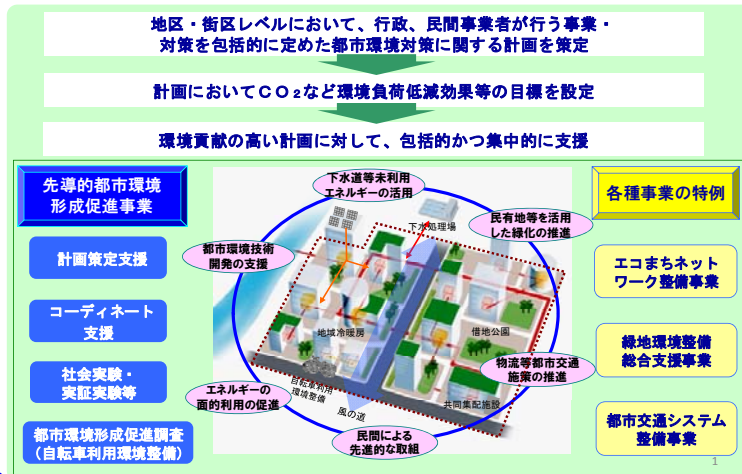 地区・街区レベルにおいて、行政、民間事業者が行う事業・
対策を包括的に定めた都市環境対策に関する計画を策定
計画においてＣＯ₂など環境負荷低減効果等の目標を設定
環境貢献の高い計画に対して、包括的かつ集中的に支援
先導的都市環境
形成促進事業
計画策定支援
コーディネート
支援
社会実験・
実証実験等
都市環境形成促進調査
（自転車利用環境整備）
下水道等未利用
エネルギーの活用
下水処理場
民有地等を活用
した緑化の推進
都市環境技術
開発の支援
地域冷暖房
借地公園
物流等都市交通
施策の推進
自転車利用
環境整備
エネルギーの
面的利用の促進
風の道
共同集配施設
民間による
先進的な取組
各種事業の特例
エコまちネット
ワーク整備事業
緑地環境整備
総合支援事業
都市交通システム
整備事業
1